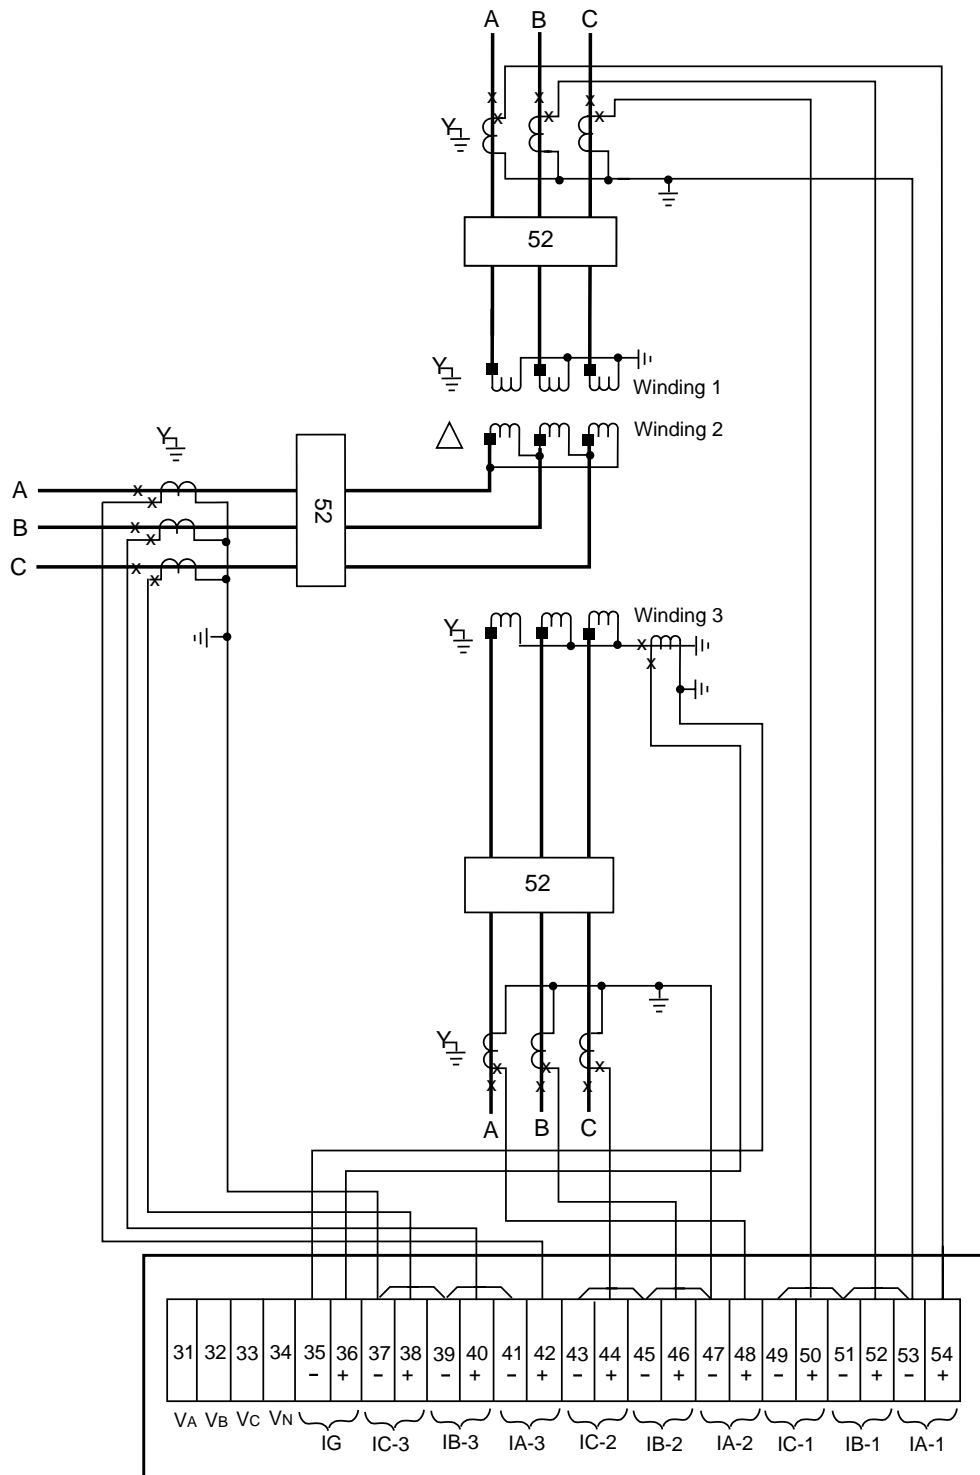 A B C
x x x
Y x x x
52
Y
Winding 1
Winding 2
Y
A x x
52
B x x
C x x
Winding 3
Y
x
x
52
Y
x x x
x x x
A B C
31 32 33 34 35 36 37 38 39 40 41 42 43 44 45 46 47 48 49 50 51 52 53 54
– + – + – + – + – + – + – + – + – + – +
VA VB VC VN IG IC-3 IB-3 IA-3 IC-2 IB-2 IA-2 IC-1 IB-1 IA-1